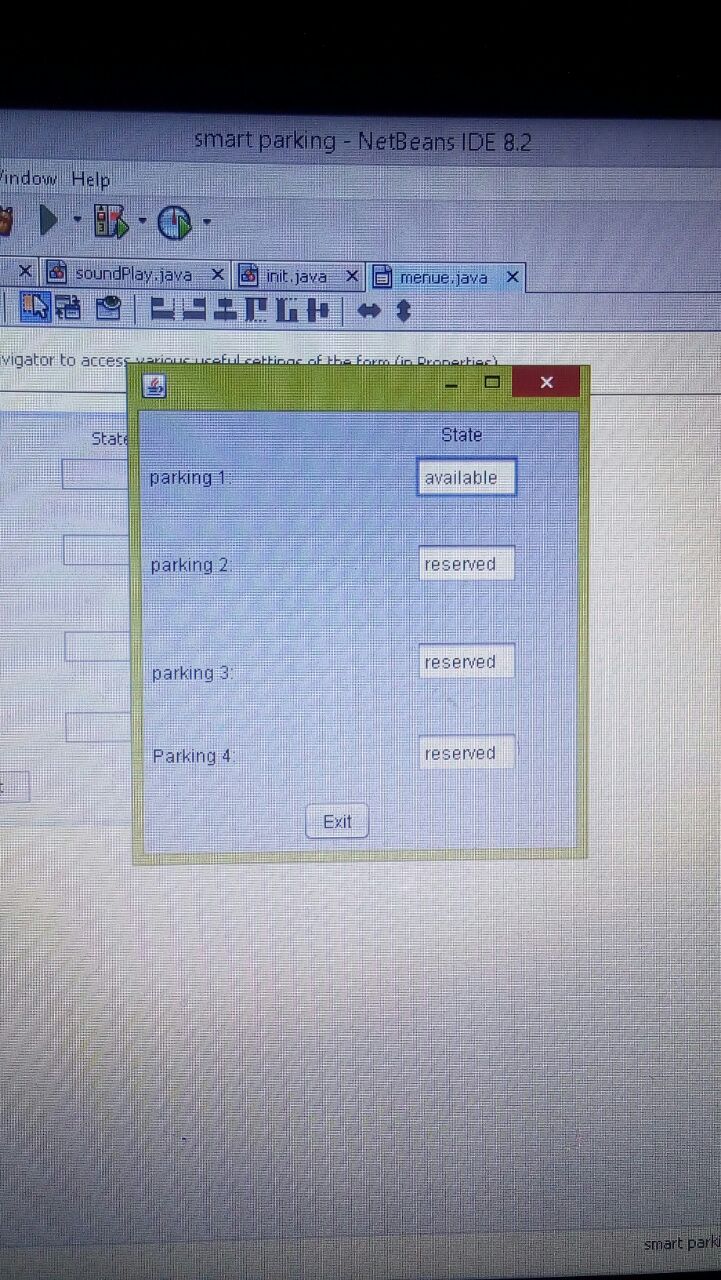 smart parking - NetBeans IDE 8.2
Window Help
soundPlay.java init.java menue.java
to access various useful settings of the form (in Properties)
State
State
parking 1: available
parking 2: reserved
parking 3: reserved
Parking 4: reserved
Exit
smart